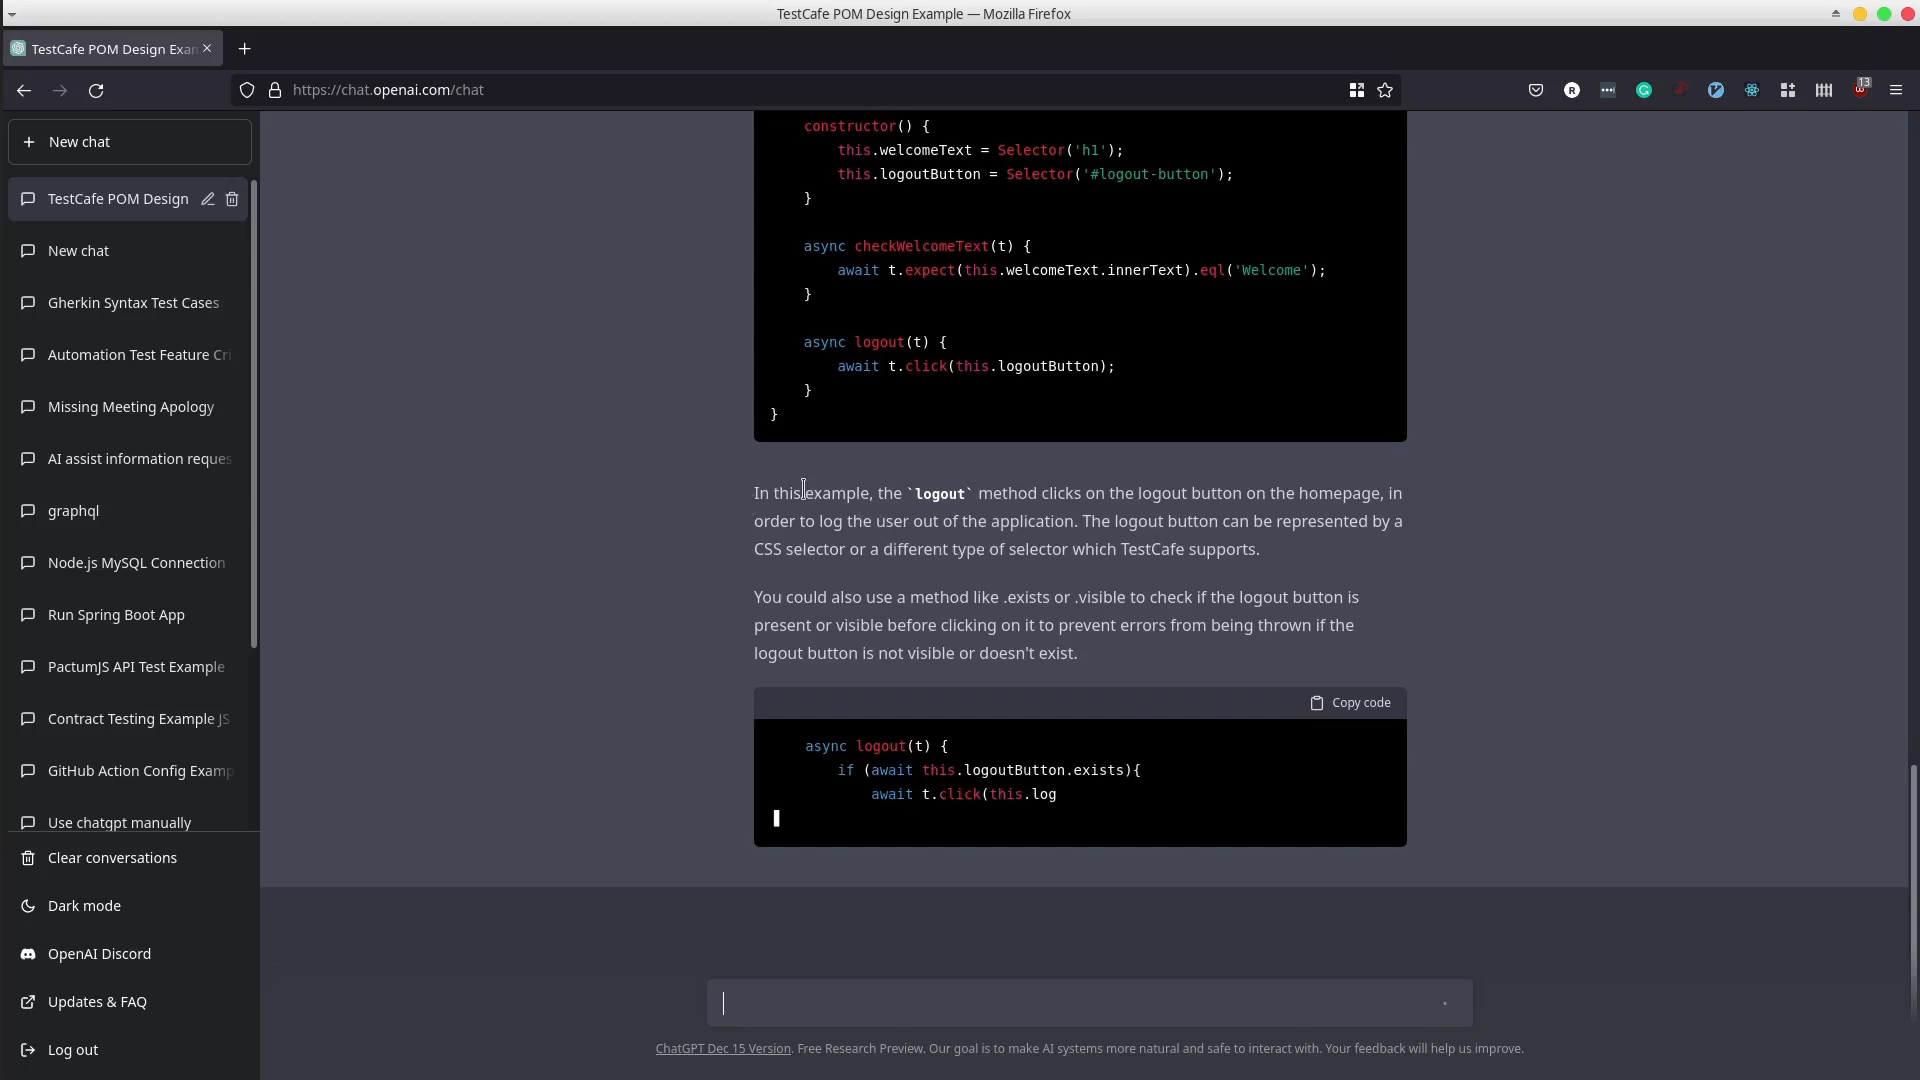 TestCafe POM Design Example — Mozilla Firefox
TestCafe POM Design Exan
https://chat.openai.com/chat
R
13
New chat
TestCafe POM Design
New chat
Gherkin Syntax Test Cases
Automation Test Feature Cri
Missing Meeting Apology
AI assist information reques
graphql
Node.js MySQL Connection
Run Spring Boot App
PactumJS API Test Example
Contract Testing Example JS
GitHub Action Config Examp
Use chatgpt manually
Clear conversations
Dark mode
OpenAI Discord
Updates & FAQ
Log out
constructor() {
this.welcomeText = Selector('h1');
this.logoutButton = Selector('#logout-button');
}
async checkWelcomeText(t) {
await t.expect(this.welcomeText.innerText).eql('Welcome');
}
async logout(t) {
await t.click(this.logoutButton);
}
}
In this example, the `logout` method clicks on the logout button on the homepage, in
order to log the user out of the application. The logout button can be represented by a
CSS selector or a different type of selector which TestCafe supports.
You could also use a method like .exists or .visible to check if the logout button is
present or visible before clicking on it to prevent errors from being thrown if the
logout button is not visible or doesn't exist.
Copy code
async logout(t) {
if (await this.logoutButton.exists){
await t.click(this.log
ChatGPT Dec 15 Version. Free Research Preview. Our goal is to make AI systems more natural and safe to interact with. Your feedback will help us improve.